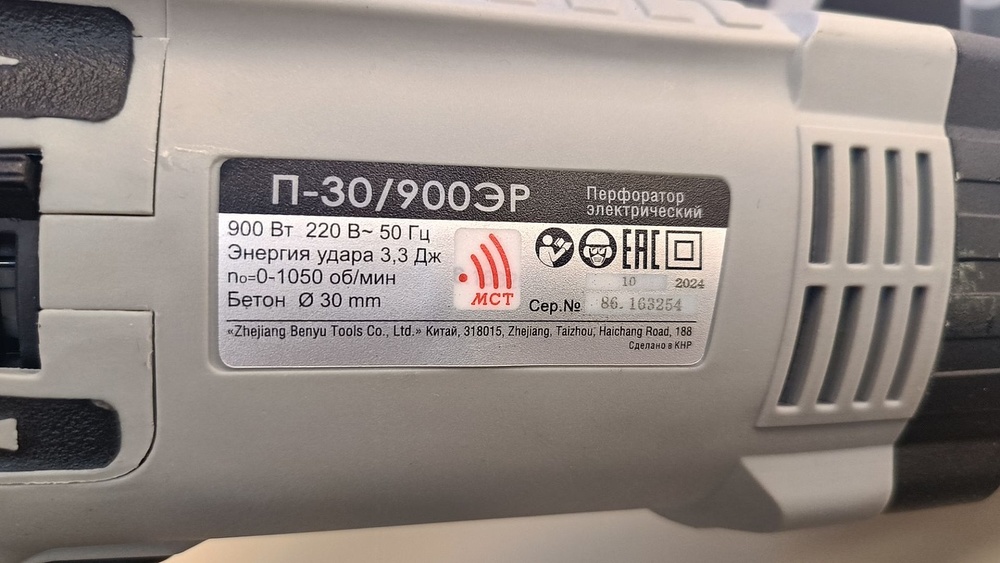 П-30/900ЭР
Перфоратор
электрический
900 Вт 220 В~ 50 Гц
Энергия удара 3,3 Дж
no=0-1050 об/мин
Бетон Ø 30 mm
МСТ
EAC
10 2024
Сер.№ 86.163254
«Zhejiang Benyu Tools Co., Ltd.» Китай, 318015, Zhejiang, Taizhou, Haichang Road, 188
Сделано в КНР